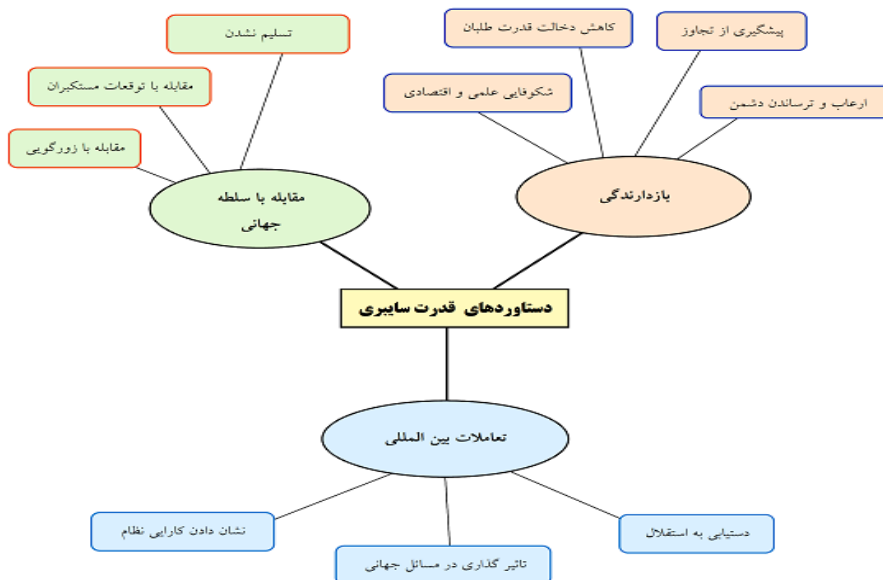 تسلیم نشدن
مقابله با توقعات مستکبران
مقابله با زورگویی
مقابله با سلطه
جهانی
پیشگیری از تجاوز
کاهش دخالت قدرت طلبان
ارعاب و ترساندن دشمن
شکوفایی علمی و اقتصادی
بازدارندگی
دستاوردهای قدرت سایبری
تعاملات بین المللی
دستیابی به استقلال
تاثیر گذاری در مسائل جهانی
نشان دادن کارایی نظام